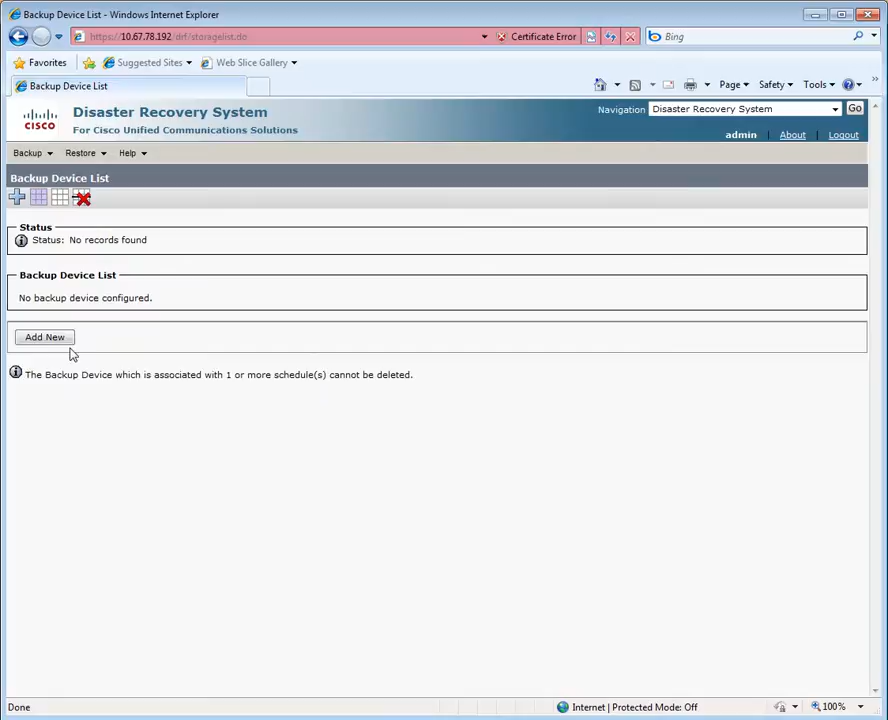 Backup Device List - Windows Internet Explorer
https://10.67.78.192/drf/storagelist.do
Certificate Error
Bing
Favorites
Suggested Sites
Web Slice Gallery
Backup Device List
Page
Safety
Tools
CISCO
Disaster Recovery System
For Cisco Unified Communications Solutions
Navigation
Disaster Recovery System
Go
admin | About | Logout
Backup
Restore
Help
Backup Device List
Status
Status: No records found
Backup Device List
No backup device configured.
Add New
The Backup Device which is associated with 1 or more schedule(s) cannot be deleted.
Done
Internet | Protected Mode: Off
100%